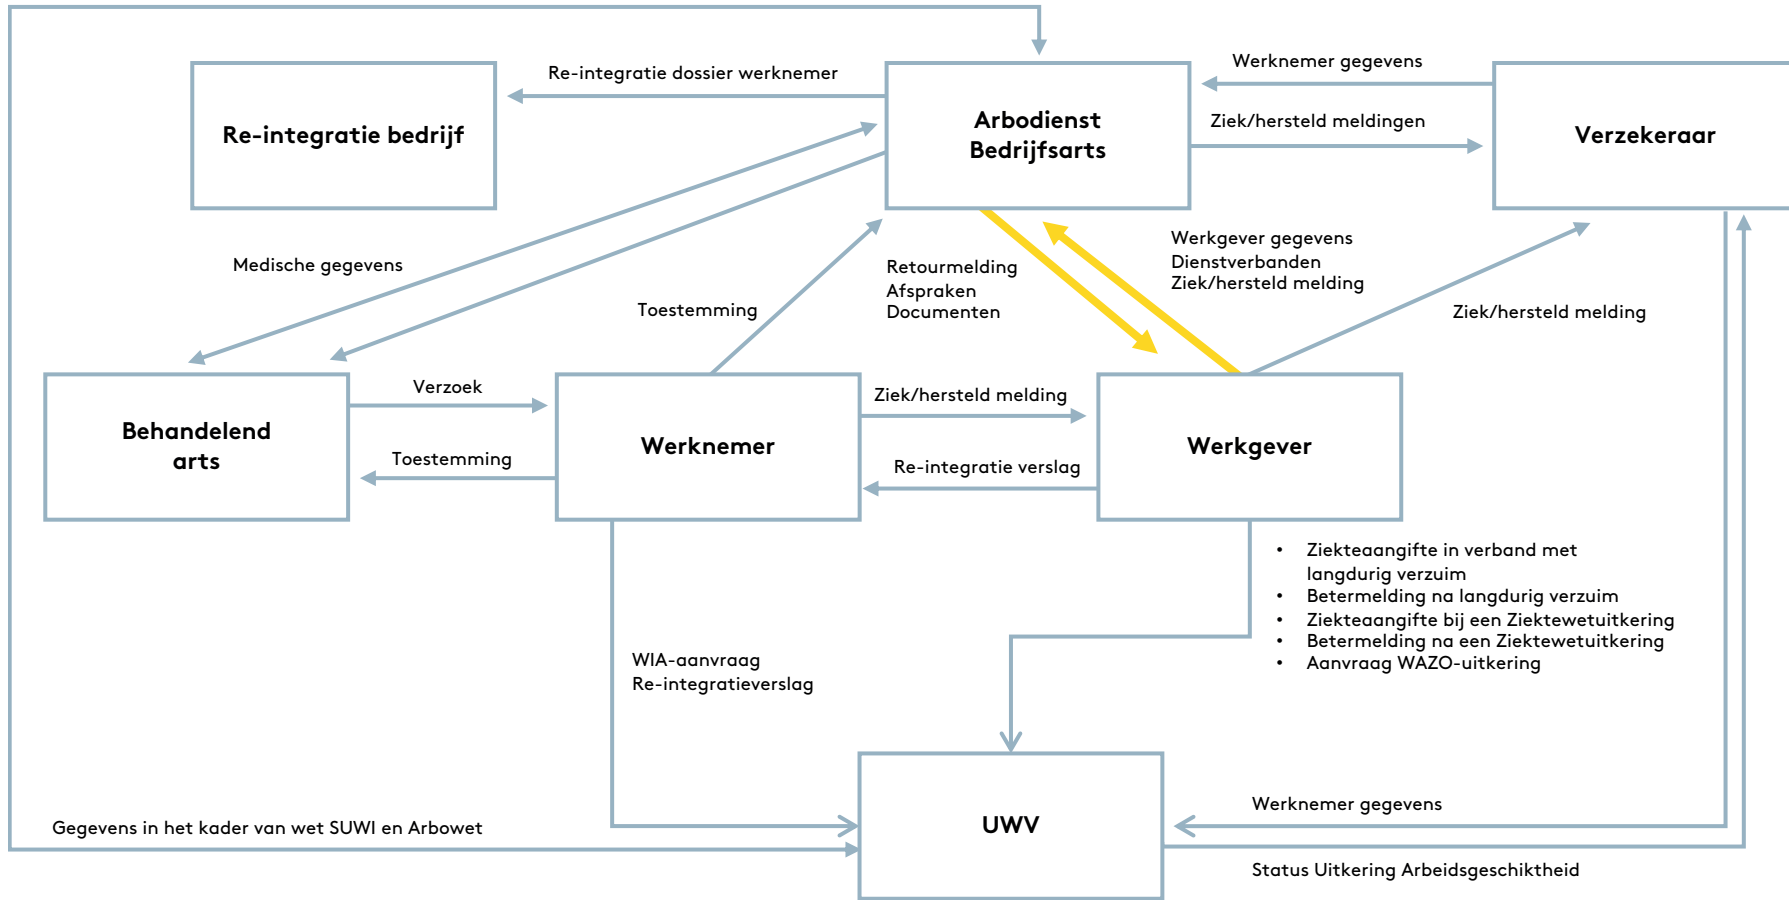 Re-integratie dossier werknemer
Werknemer gegevens
Re-integratie bedrijf
Arbodienst
Bedrijfsarts
Ziek/hersteld meldingen
Verzekeraar
Medische gegevens
Toestemming
Retourmelding
Afspraken
Documenten
Werkgever gegevens
Dienstverbanden
Ziek/hersteld melding
Ziek/hersteld melding
Behandelend
arts
Verzoek
Toestemming
Werknemer
Ziek/hersteld melding
Re-integratie verslag
Werkgever
• Ziekteaangifte in verband met
langdurig verzuim
• Betermelding na langdurig verzuim
• Ziekteaangifte bij een Ziektewetuitkering
• Betermelding na een Ziektewetuitkering
• Aanvraag WAZO-uitkering
WIA-aanvraag
Re-integratieverslag
Gegevens in het kader van wet SUWI en Arbowet
UWV
Werknemer gegevens
Status Uitkering Arbeidsgeschiktheid